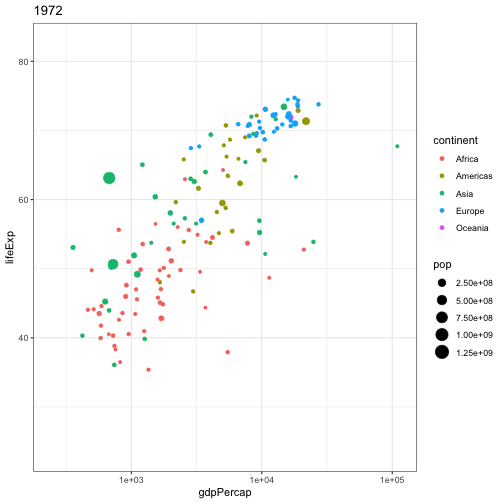 1972
lifeExp
80
60
40
1e+03
1e+04
1e+05
gdpPercap
continent
Africa
Americas
Asia
Europe
Oceania
pop
2.50e+08
5.00e+08
7.50e+08
1.00e+09
1.25e+09